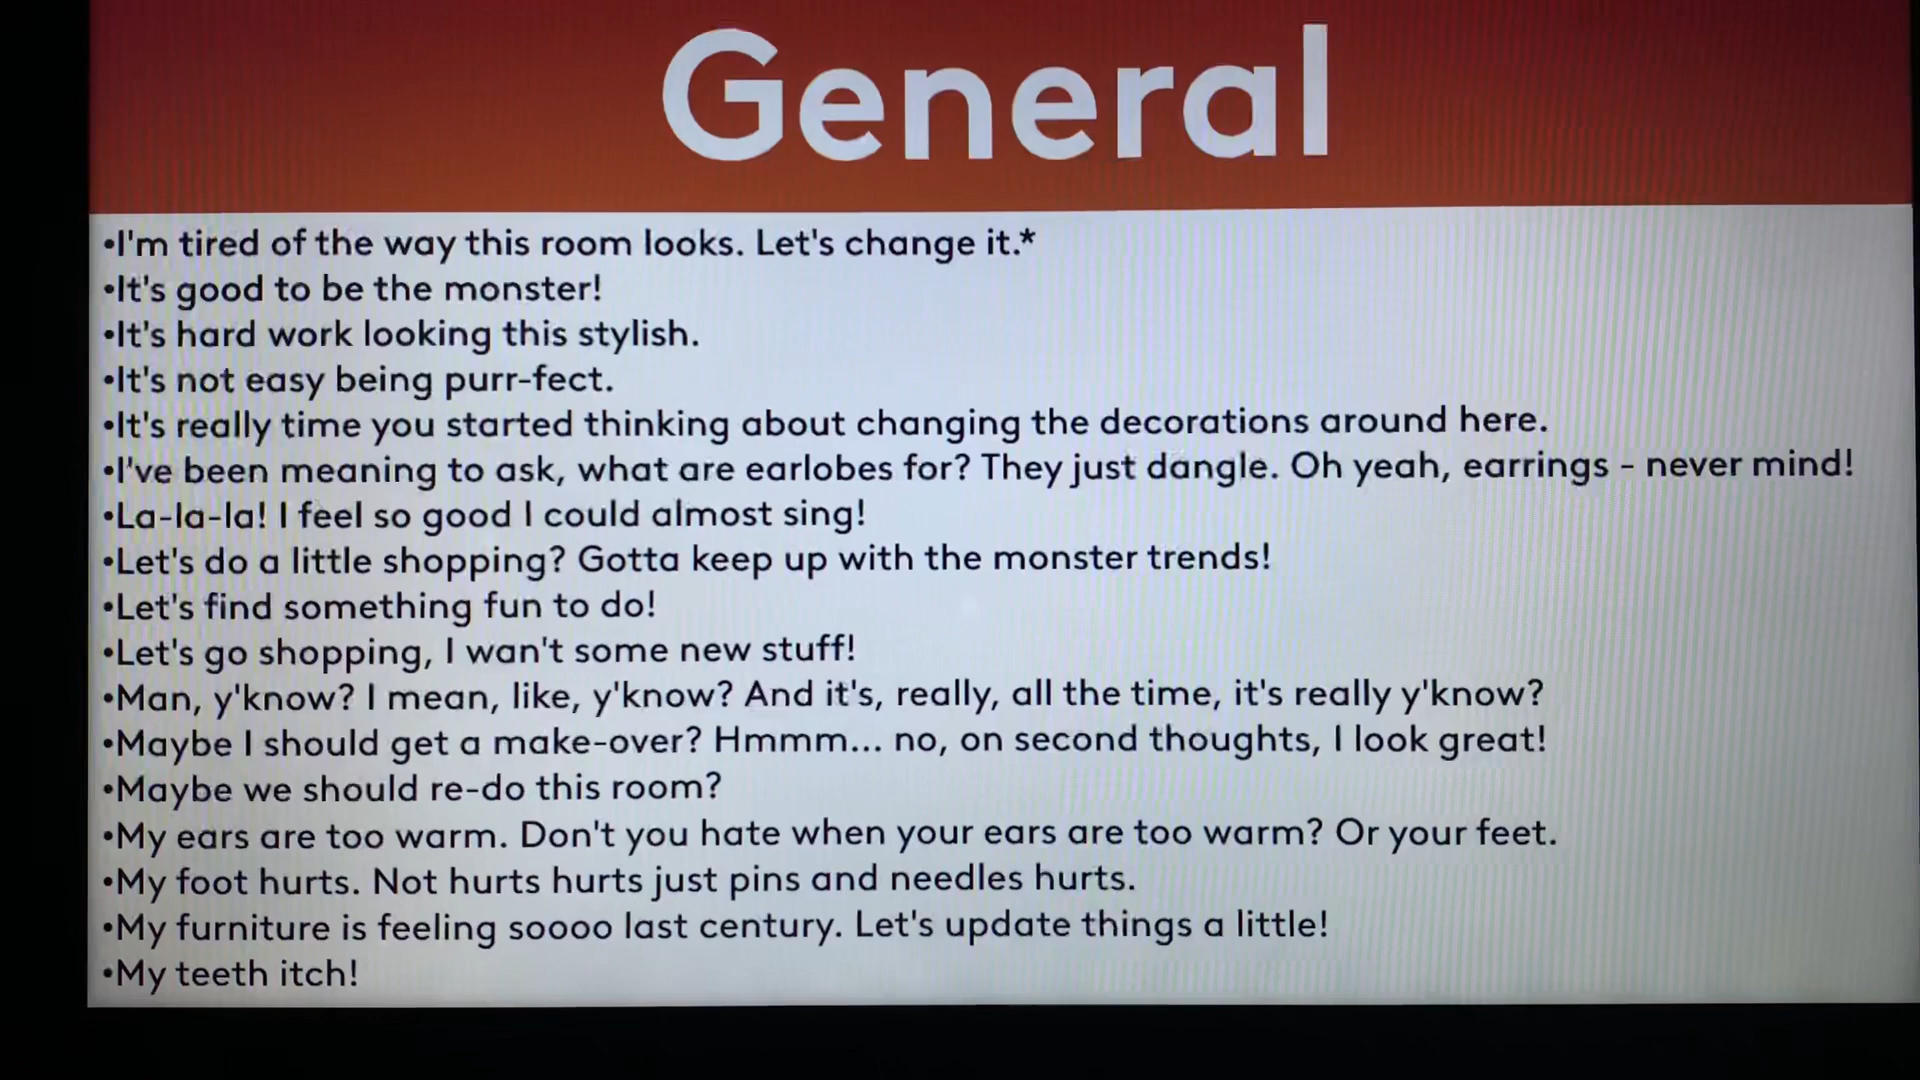 General
•I'm tired of the way this room looks. Let's change it.*
•It's good to be the monster!
•It's hard work looking this stylish.
•It's not easy being purr-fect.
•It's really time you started thinking about changing the decorations around here.
•I've been meaning to ask, what are earlobes for? They just dangle. Oh yeah, earrings - never mind!
•La-la-la! I feel so good I could almost sing!
•Let's do a little shopping? Gotta keep up with the monster trends!
•Let's find something fun to do!
•Let's go shopping, I wan't some new stuff!
•Man, y'know? I mean, like, y'know? And it's, really, all the time, it's really y'know?
•Maybe I should get a make-over? Hmmm... no, on second thoughts, I look great!
•Maybe we should re-do this room?
•My ears are too warm. Don't you hate when your ears are too warm? Or your feet.
•My foot hurts. Not hurts hurts just pins and needles hurts.
•My furniture is feeling soooo last century. Let's update things a little!
•My teeth itch!